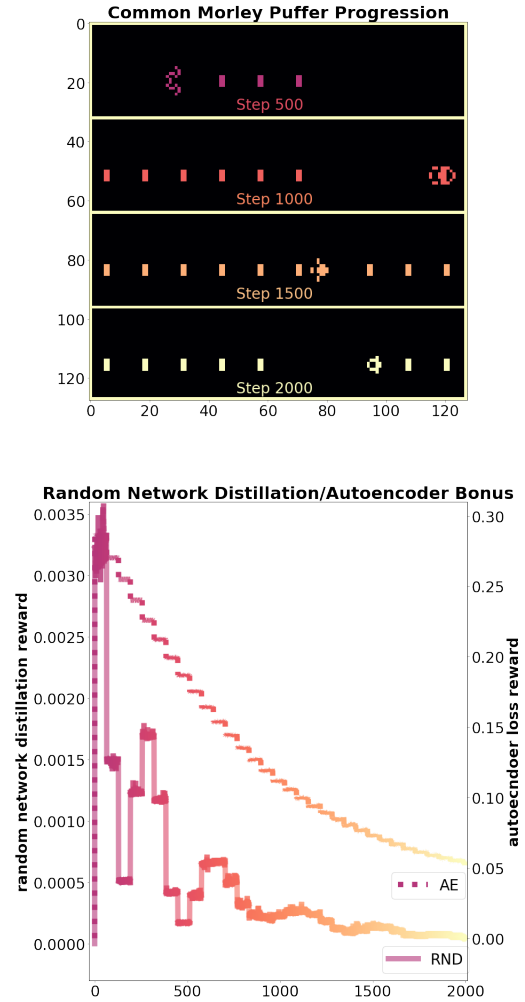 Common Morley Puffer Progression
0
20
Step 500
40
Step 1000
60
80
Step 1500
100
120
Step 2000
0 20 40 60 80 100 120
Random Network Distillation/Autoencoder Bonus
0.0035 0.30
0.0030
0.25
0.0025
0.20
0.0020
0.15
0.0015
0.10
0.0010
0.05
0.0005
0.00
0.0000
random network distillation reward
autoecndoer loss reward
AE
RND
0 500 1000 1500 2000